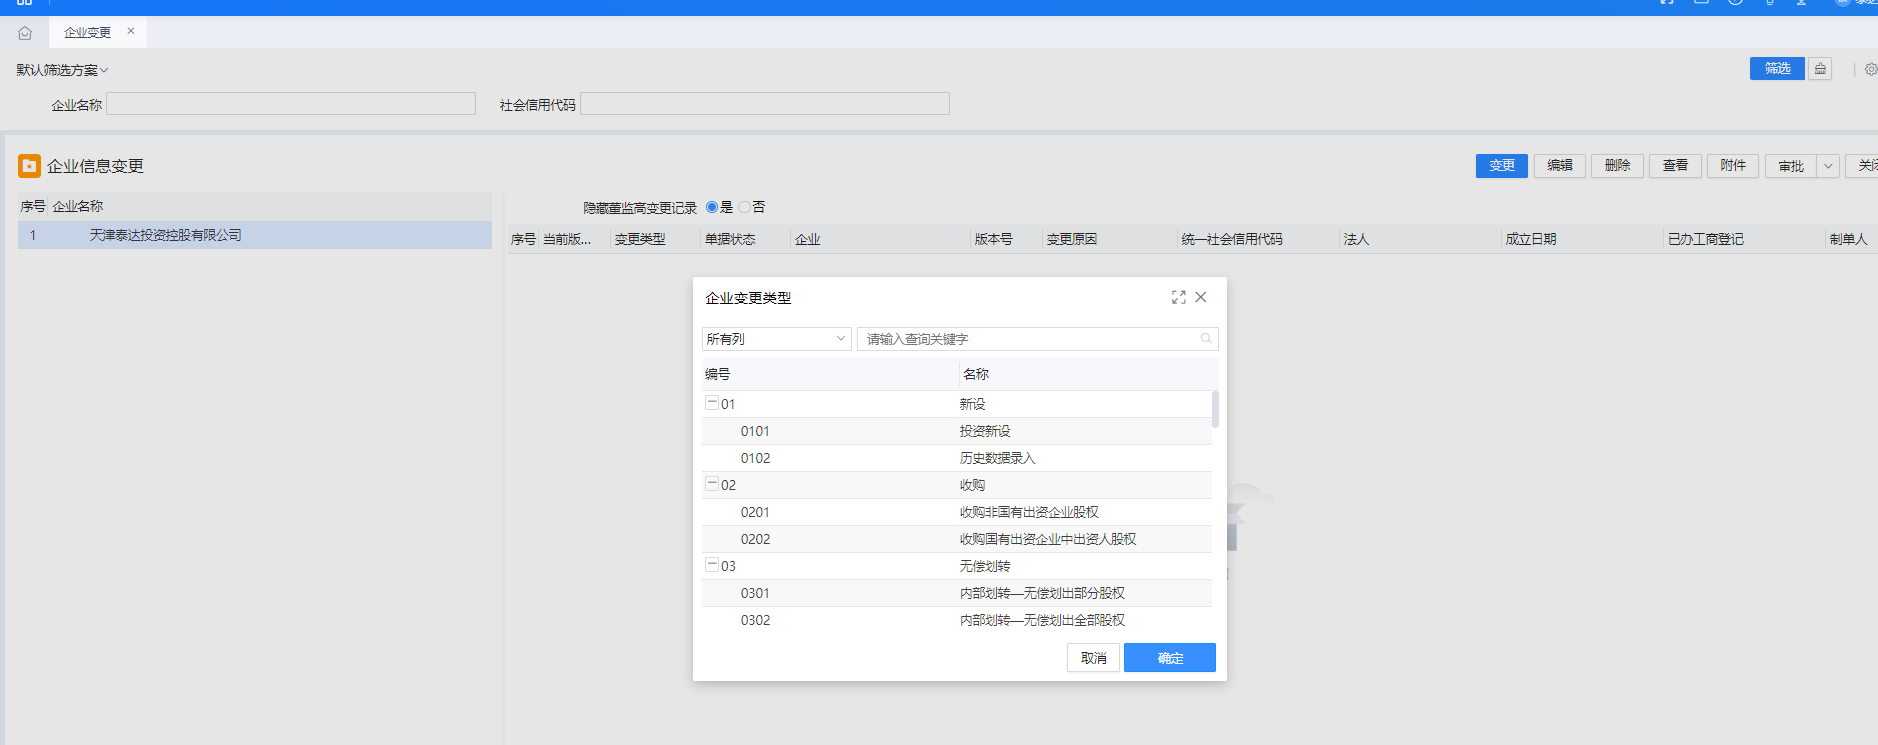 企业变更
默认筛选方案
筛选
企业名称
社会信用代码
企业信息变更
变更 编辑 删除 查看 附件 审批
序号 企业名称
1 天津泰达投资控股有限公司
隐藏董监高变更记录 是 否
序号 当前版... 变更类型 单据状态 企业 版本号 变更原因 统一社会信用代码 法人 成立日期 已办工商登记 制单人
企业变更类型
所有列 请输入查询关键字
编号 名称
01 新设
0101 投资新设
0102 历史数据录入
02 收购
0201 收购非国有出资企业股权
0202 收购国有出资企业中出资人股权
03 无偿划转
0301 内部划转—无偿划出部分股权
0302 内部划转—无偿划出全部股权
取消 确定